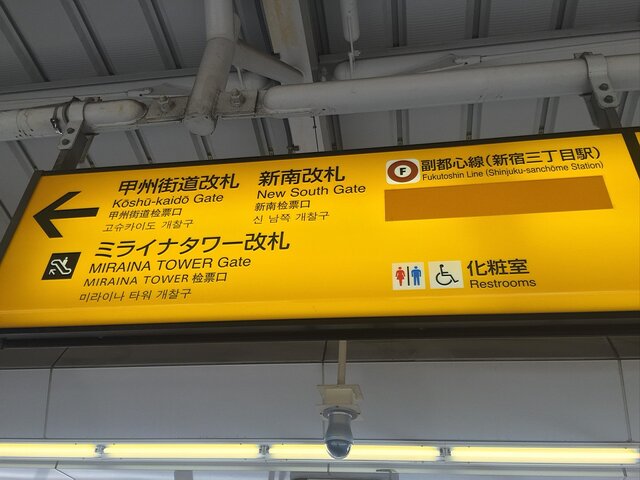 甲州街道改札
Kōshū-kaidō Gate
甲州街道检票口
고슈카이도 개찰구
新南改札
New South Gate
新南检票口
신 남쪽 개찰구
ミライナタワー改札
MIRAINA TOWER Gate
MIRAINA TOWER 检票口
미라이나 타워 개찰구
F 副都心線(新宿三丁目駅)
Fukutoshin Line (Shinjuku-sanchōme Station)
化粧室
Restrooms